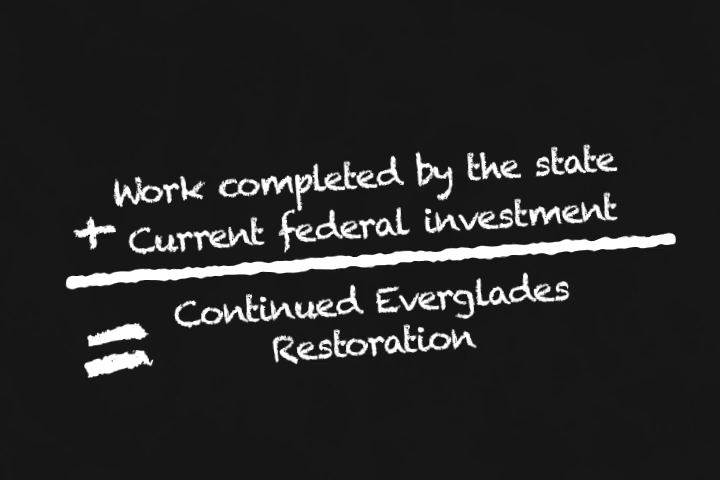 Work completed by the state
+ Current federal investment
= Continued Everglades
Restoration